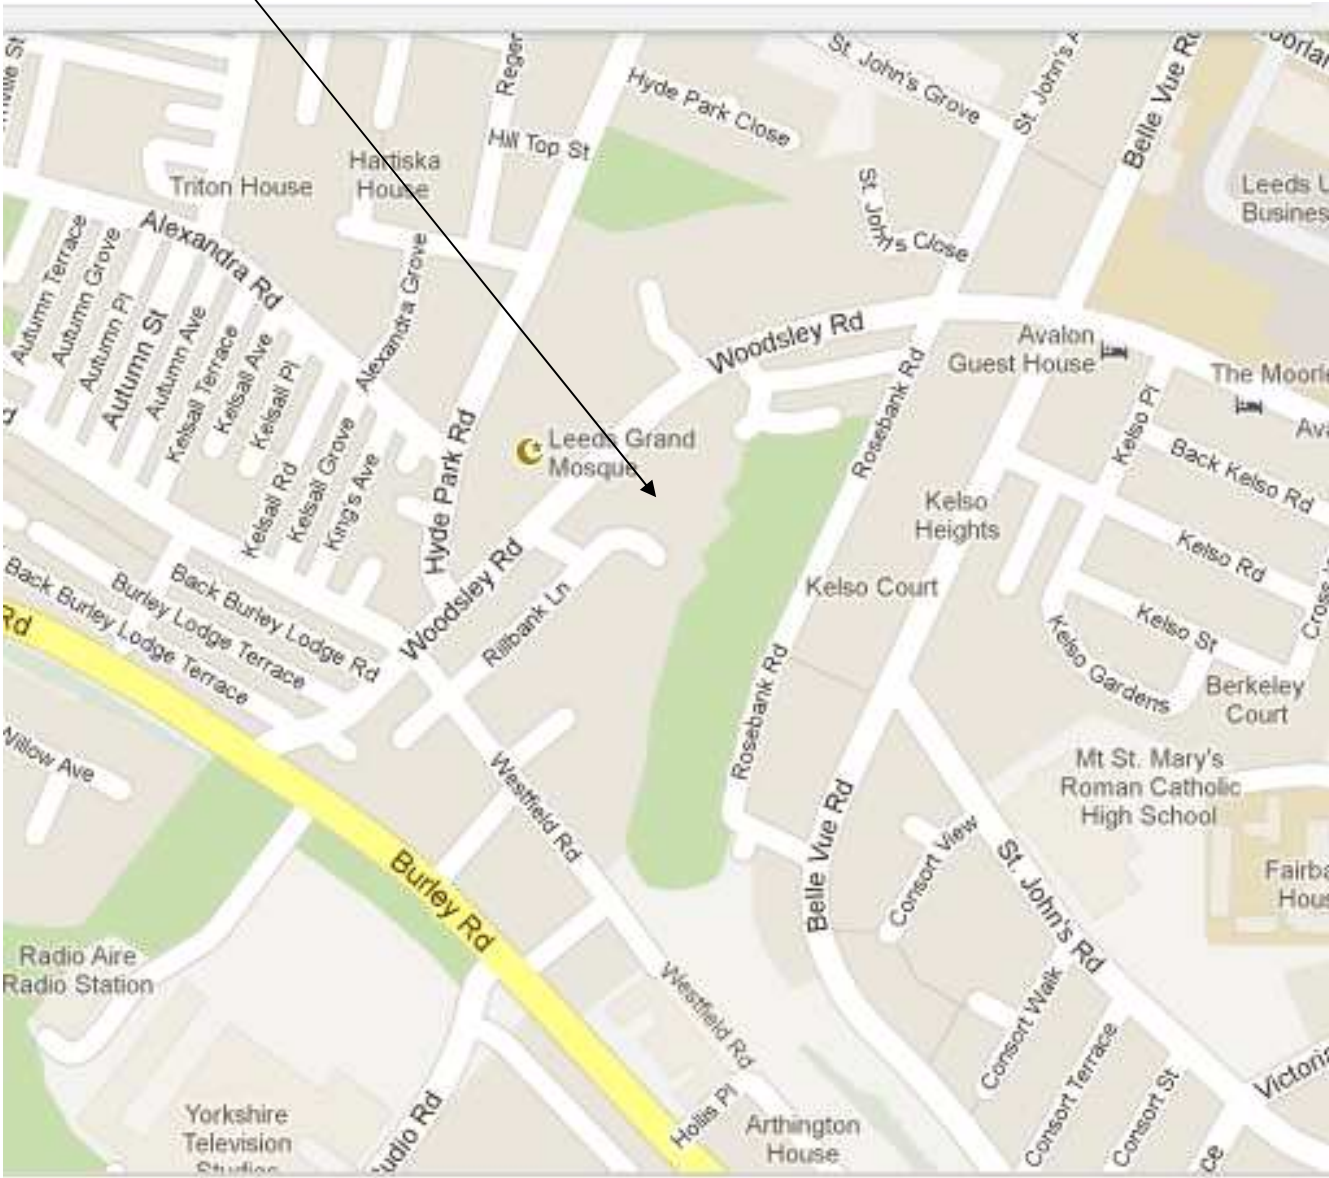 St. John's Grove
Belle Vue Rd
Reger
Hyde Park Close
Hill Top St
Hartiska
House
Triton House
Leeds U
Busines
St. John's Close
Alexandra Rd
Autumn Terrace
Autumn Grove
Autumn Pl
Autumn St
Autumn Ave
Kelsall Terrace
Kelsall Ave
Kelsall Pl
Alexandra Grove
Woodsley Rd
Avalon
Guest House
The Moorle
Ava
Rosebank Rd
Kelso Pl
Back Kelso Rd
Leeds Grand
Mosque
Hyde Park Rd
Kelsall Rd
Kelsall Grove
King's Ave
Kelso
Heights
Kelso Rd
Kelso Court
Woodsley Rd
Rillbank Ln
Back Burley Lodge Rd
Burley Lodge Terrace
Back Burley Lodge Terrace
Rd
Kelso St
Kelso Gardens
Berkeley
Court
Rosebank Rd
Willow Ave
Westfield Rd
Mt St. Mary's
Roman Catholic
High School
Belle Vue Rd
Consort View
St. John's Rd
Burley Rd
Fairba
Hous
Radio Aire
Radio Station
Westfield Rd
Consort Walk
Consort Terrace
Consort St
Victoria
Hollis Pl
Arthington
House
Yorkshire
Television
Studies
udio Rd
ce